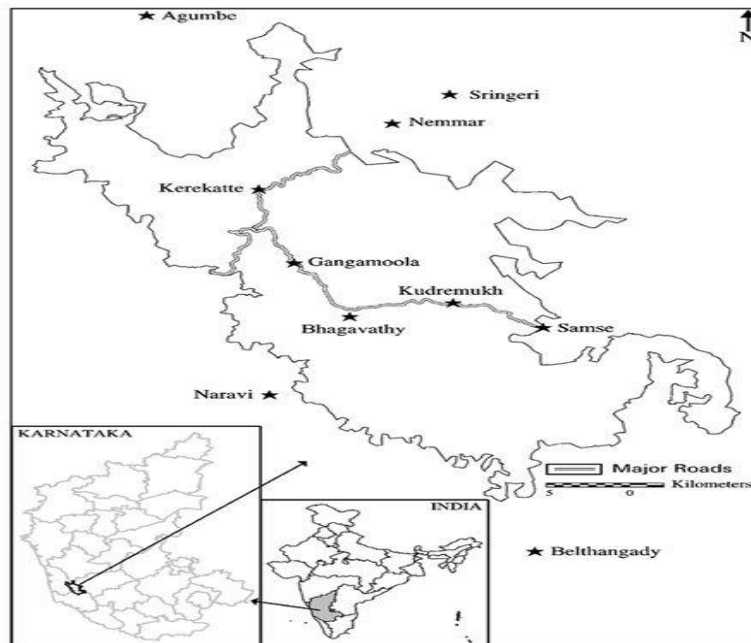 Agumbe
N
Sringeri
Nemmar
Kerekatte
Gangamoola
Kudremukh
Bhagavathy
Samse
Naravi
KARNATAKA
Major Roads
Kilometers
5 0
INDIA
Belthangady